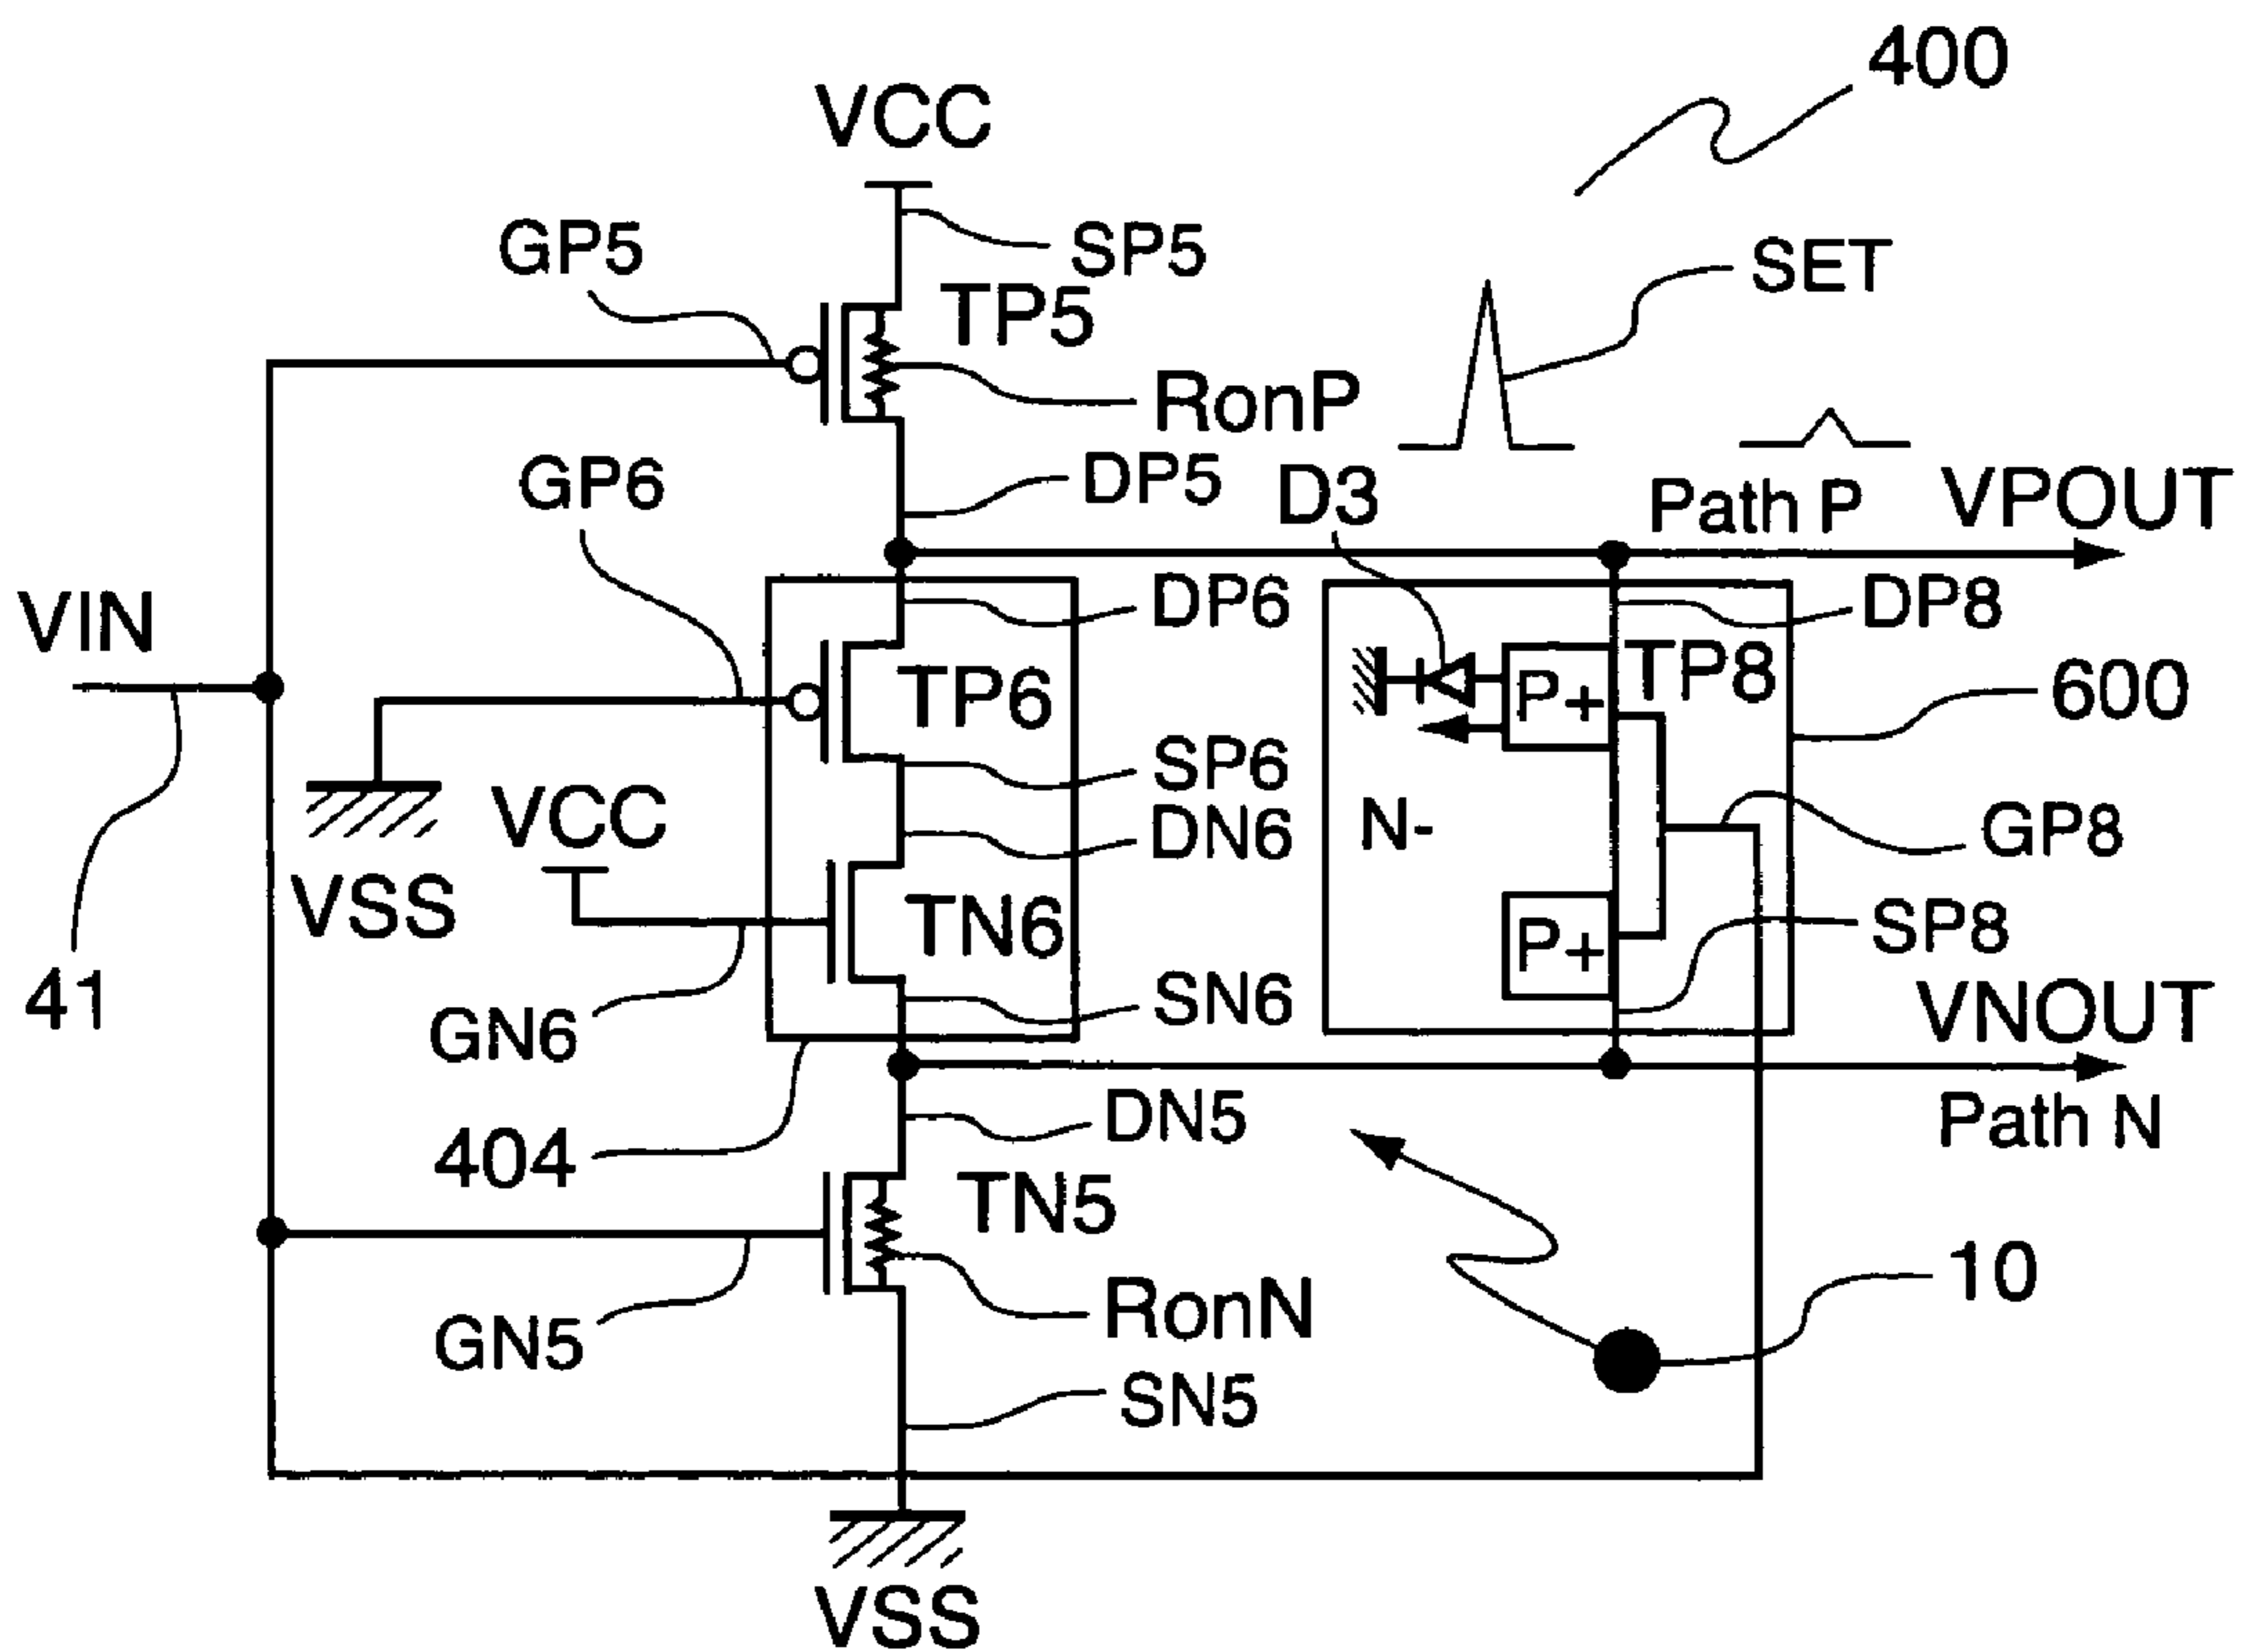 400
VCC
GP5
SP5
SET
TP5
RonP
GP6
DP5
D3
Path P
VPOUT
VIN
DP6
DP8
TP6
P+
TP8
600
SP6
VCC
DN6
N-
GP8
VSS
TN6
P+
SP8
41
GN6
SN6
VNOUT
404
DN5
Path N
TN5
10
GN5
RonN
SN5
VSS